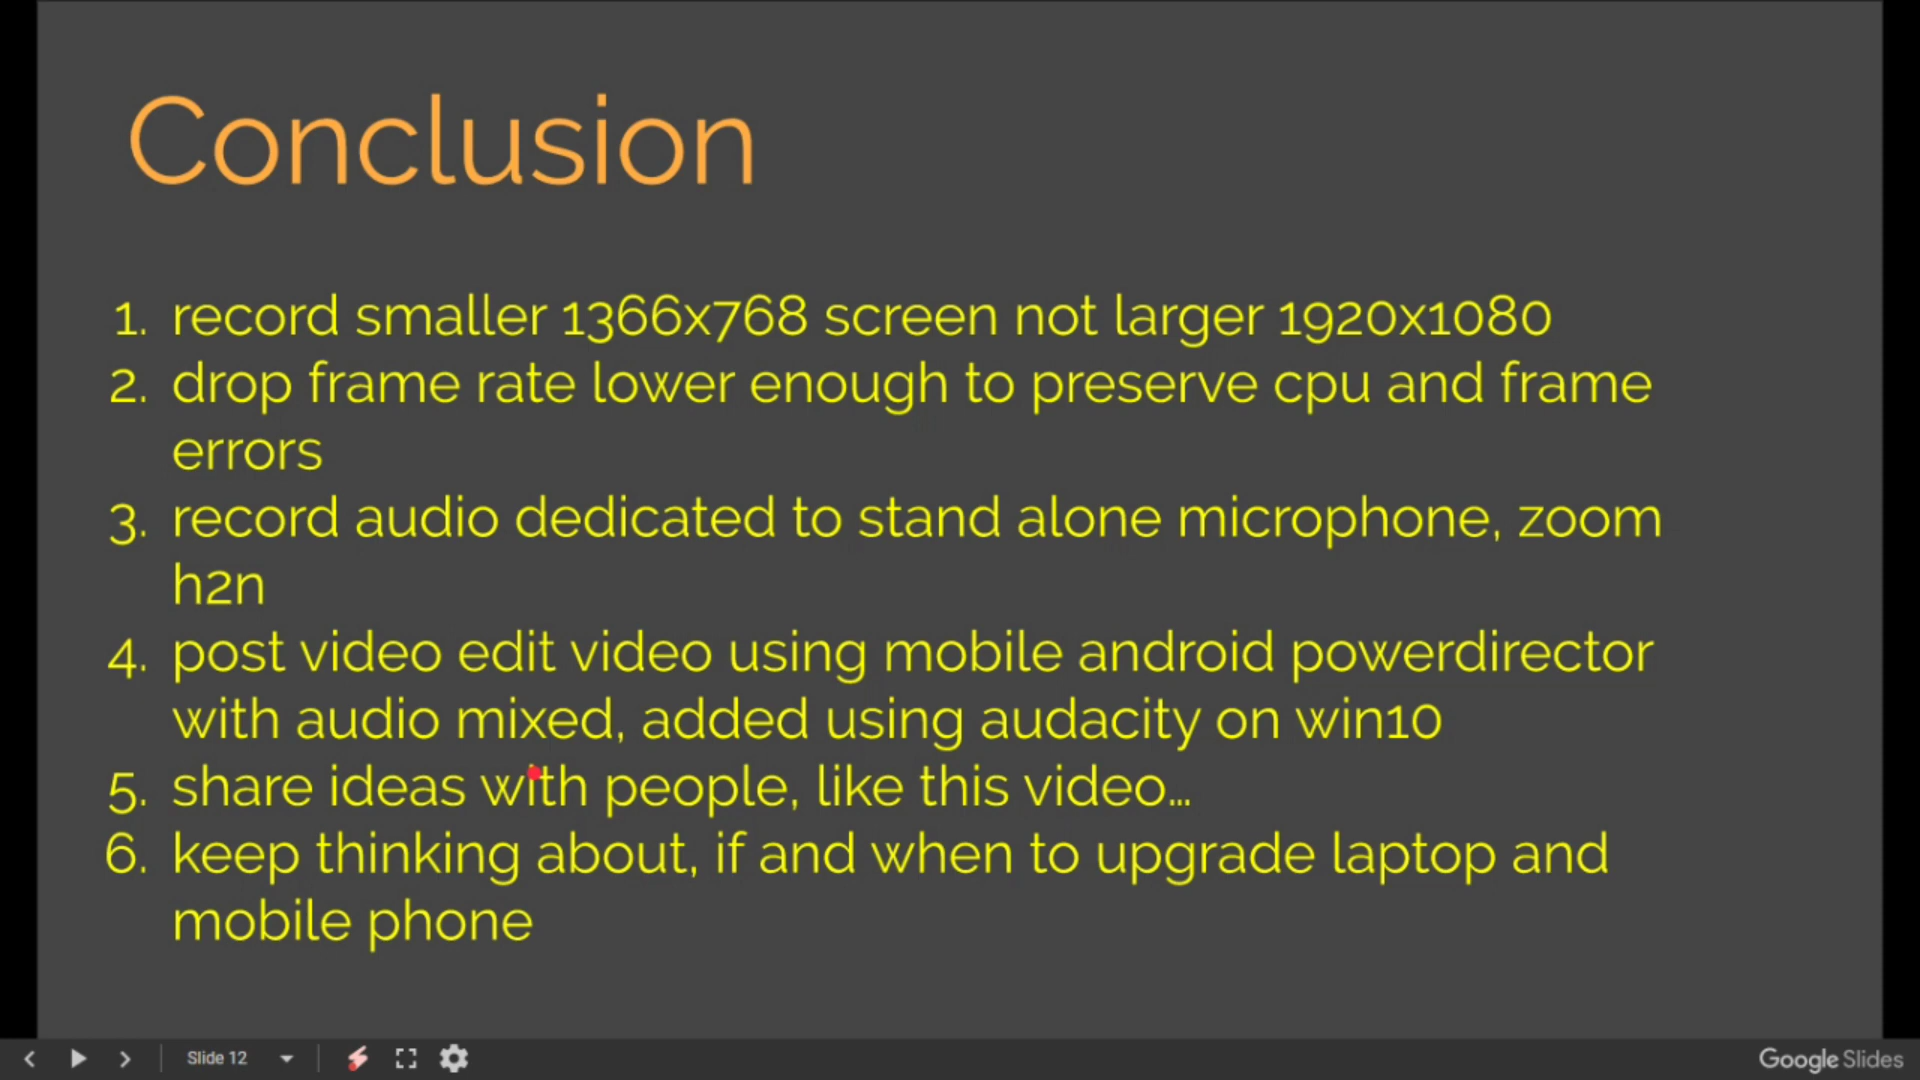 Conclusion
1. record smaller 1366x768 screen not larger 1920x1080
2. drop frame rate lower enough to preserve cpu and frame
errors
3. record audio dedicated to stand alone microphone, zoom
h2n
4. post video edit video using mobile android powerdirector
with audio mixed, added using audacity on win10
5. share ideas with people, like this video...
6. keep thinking about, if and when to upgrade laptop and
mobile phone
Slide 12
Google Slides